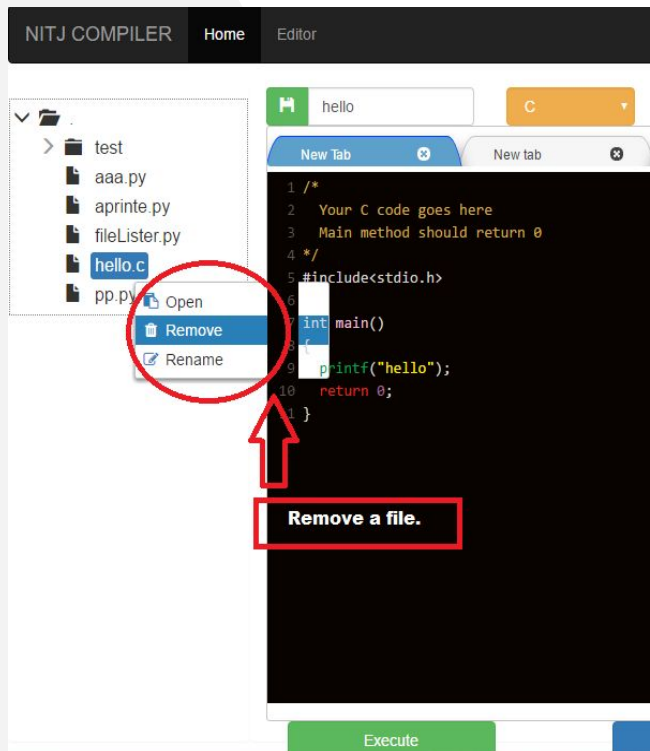 NITJ COMPILER Home Editor
hello C
.
test
aaa.py
aprinte.py
fileLister.py
hello.c
pp.py
Open
Remove
Rename
New Tab New tab
1 /*
2 Your C code goes here
3 Main method should return 0
4 */
5 #include<stdio.h>
6
7 int main()
8 {
9 printf("hello");
10 return 0;
11 }
Remove a file.
Execute